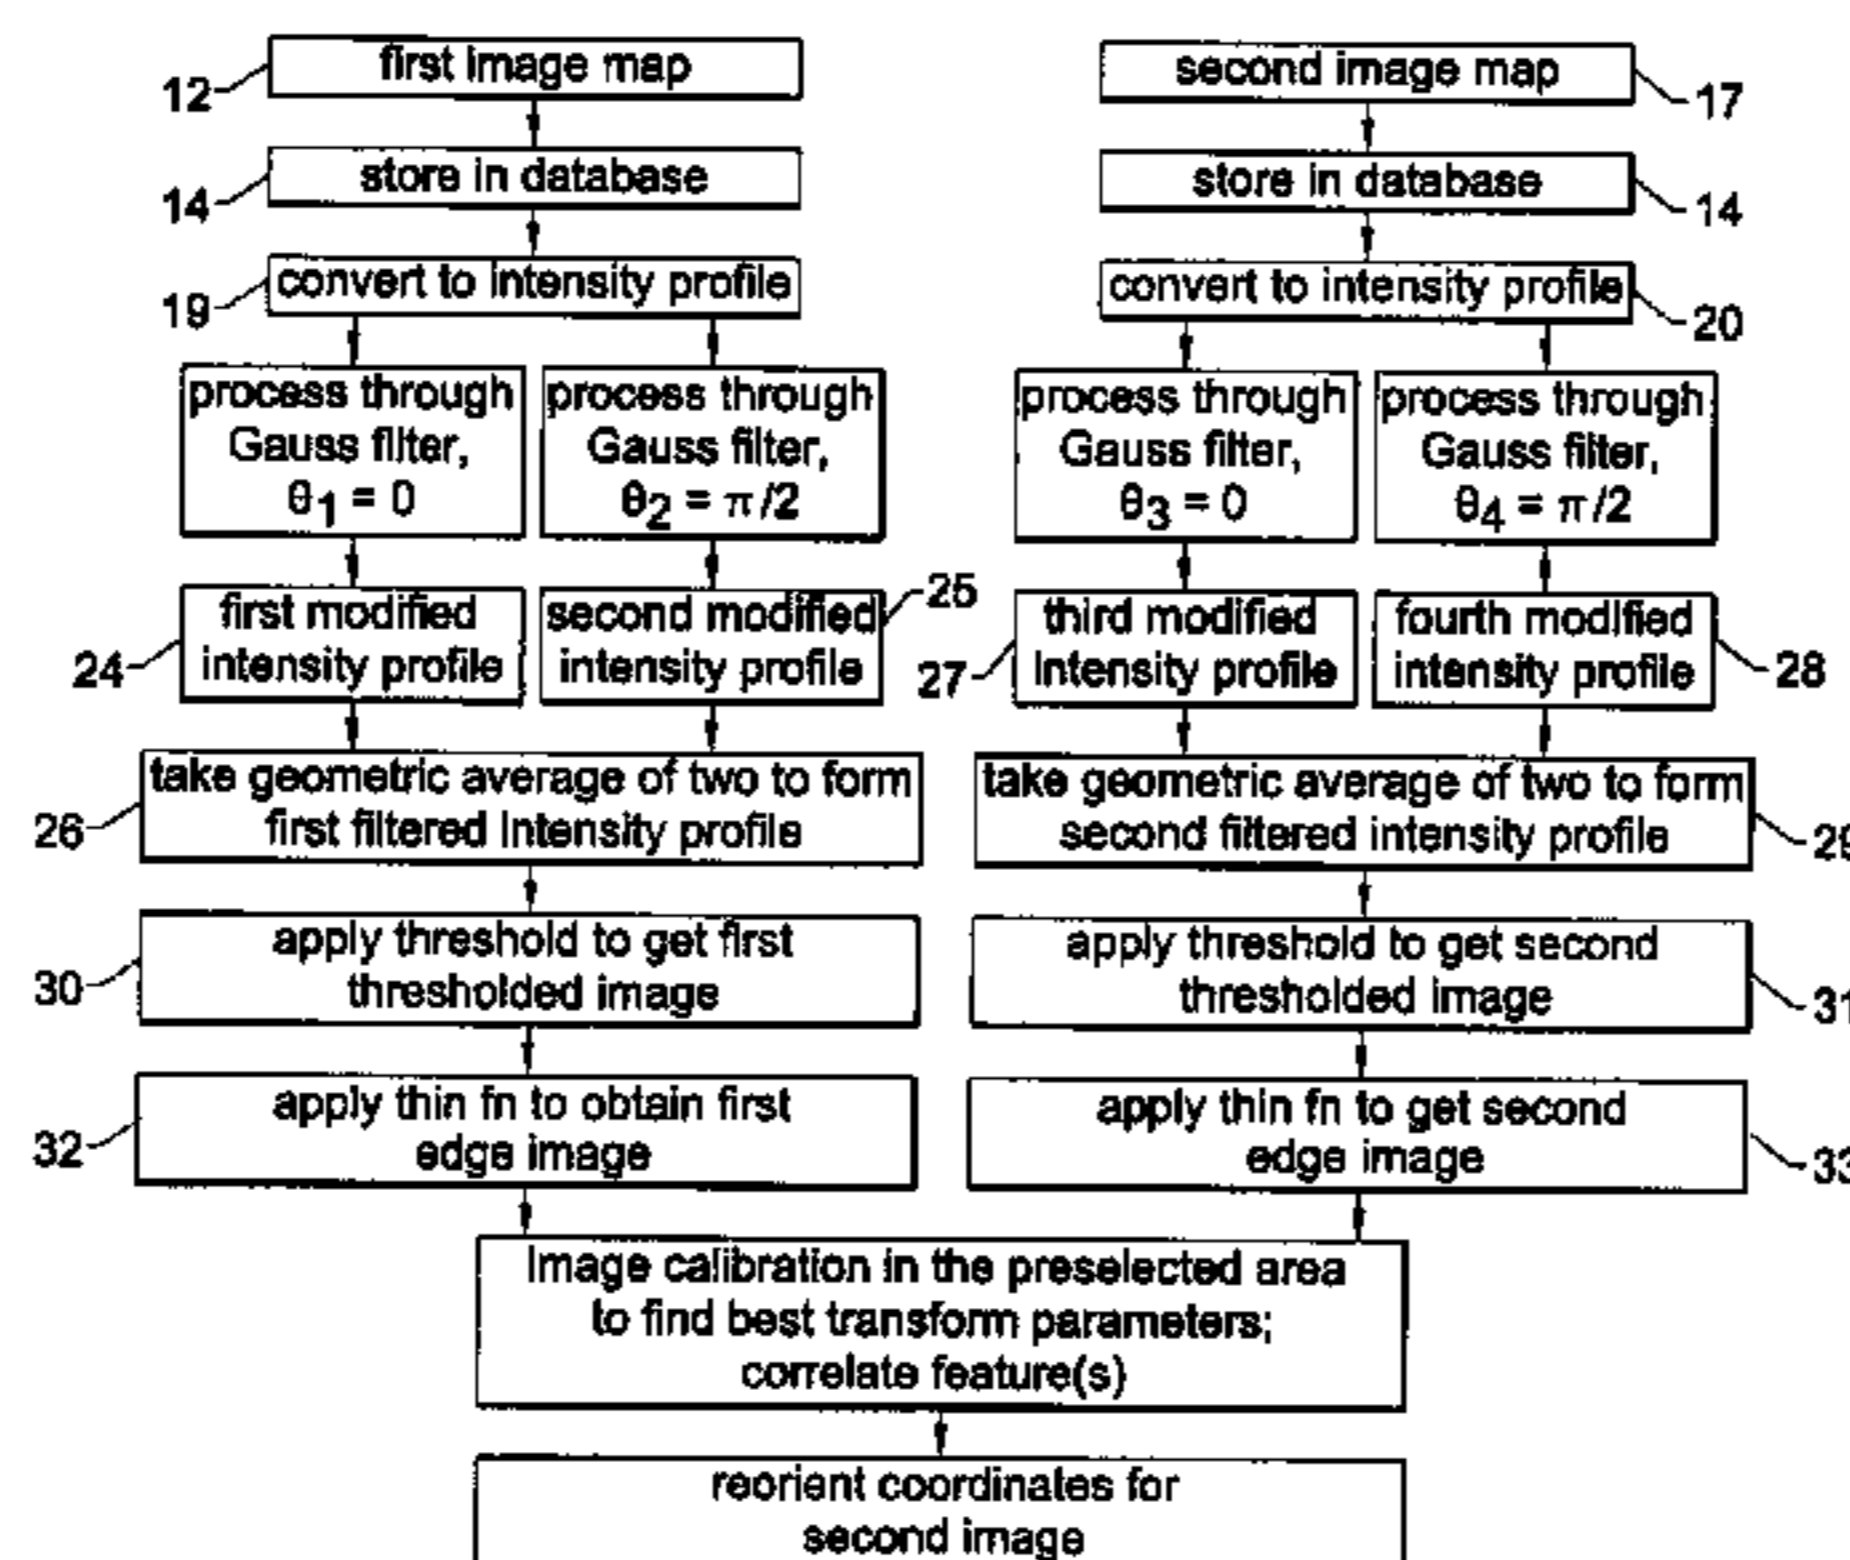 first image map
12
store in database
14
convert to intensity profile
19
process through
Gauss filter,
θ1 = 0
process through
Gauss filter,
θ2 = π/2
first modified
intensity profile
24
second modified
intensity profile
25
take geometric average of two to form
first filtered intensity profile
26
apply threshold to get first
thresholded image
30
apply thin fn to obtain first
edge image
32
second image map
17
store in database
14
convert to intensity profile
20
process through
Gauss filter,
θ3 = 0
process through
Gauss filter,
θ4 = π/2
third modified
intensity profile
27
fourth modified
intensity profile
28
take geometric average of two to form
second filtered intensity profile
29
apply threshold to get second
thresholded image
31
apply thin fn to get second
edge image
33
Image calibration in the preselected area
to find best transform parameters;
correlate feature(s)
reorient coordinates for
second image